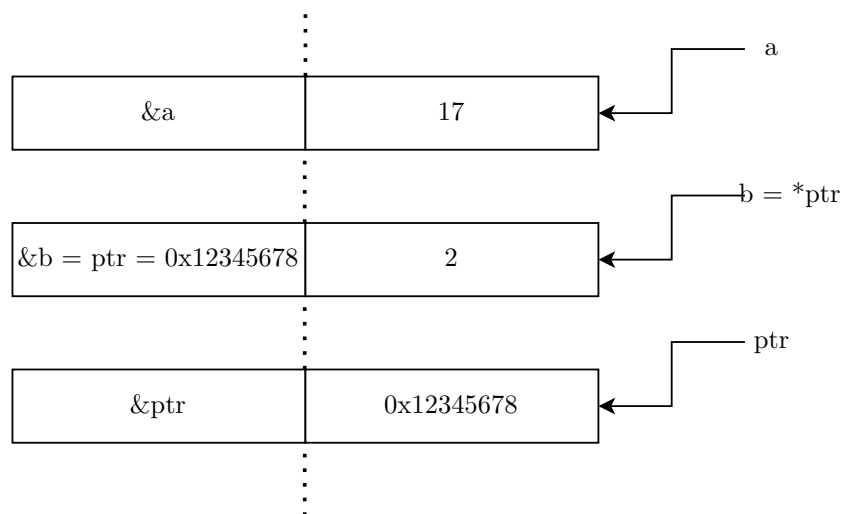 a
&a 17
b = *ptr
&b = ptr = 0x12345678 2
ptr
&ptr 0x12345678